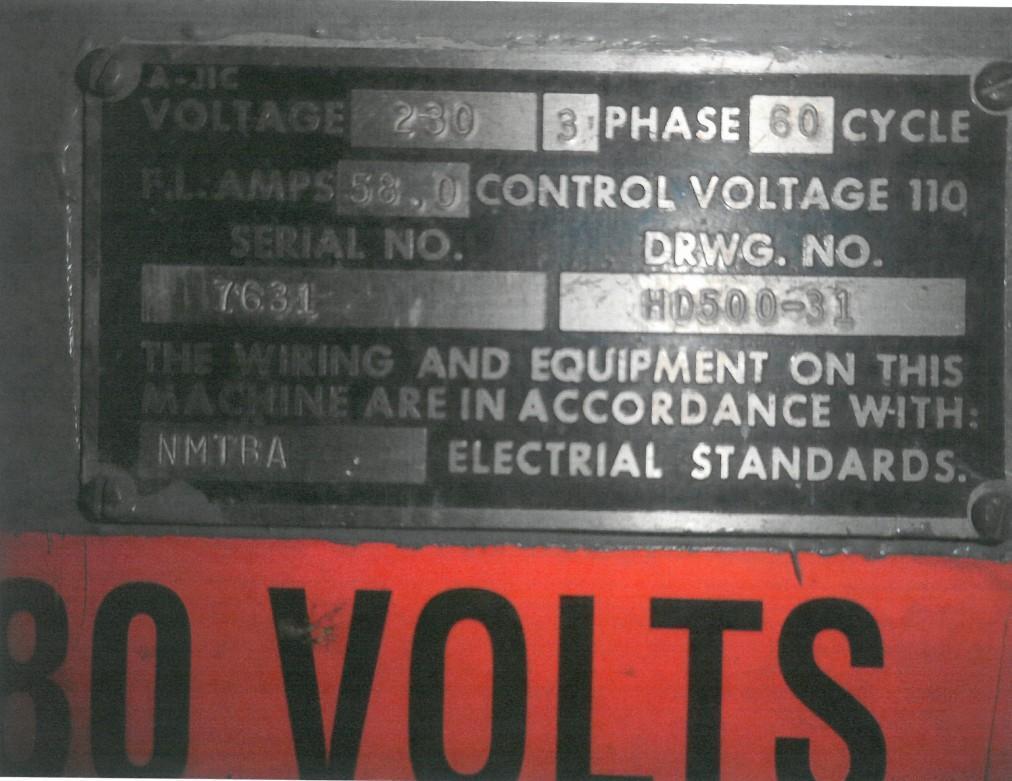 A-JIC
VOLTAGE 230 3 PHASE 60 CYCLE
F.L. AMPS 58.0 CONTROL VOLTAGE 110
SERIAL NO. DRWG. NO.
7631 HD500-31
THE WIRING AND EQUIPMENT ON THIS
MACHINE ARE IN ACCORDANCE WITH:
NMTBA ELECTRIAL STANDARDS.
80 VOLTS